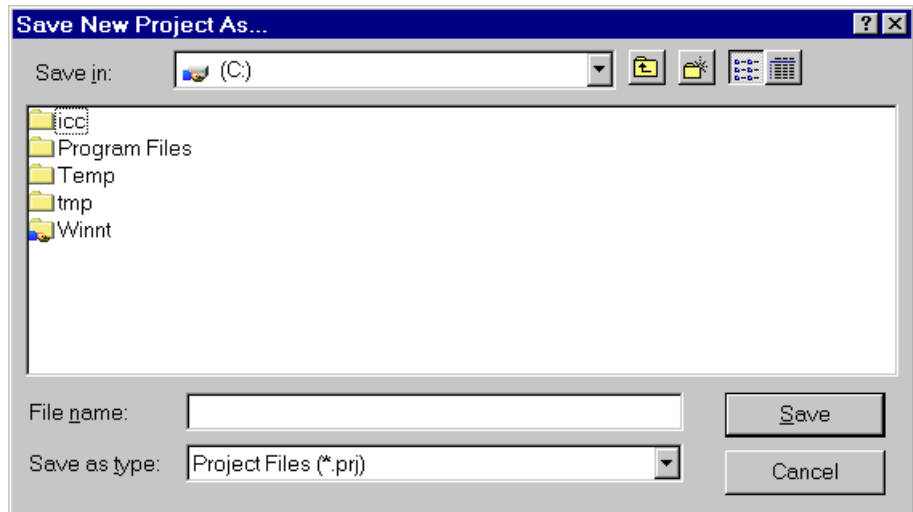 Save New Project As...
Save in: (C:)
icc
Program Files
Temp
tmp
Winnt
File name: Save
Save as type: Project Files (*.prj) Cancel